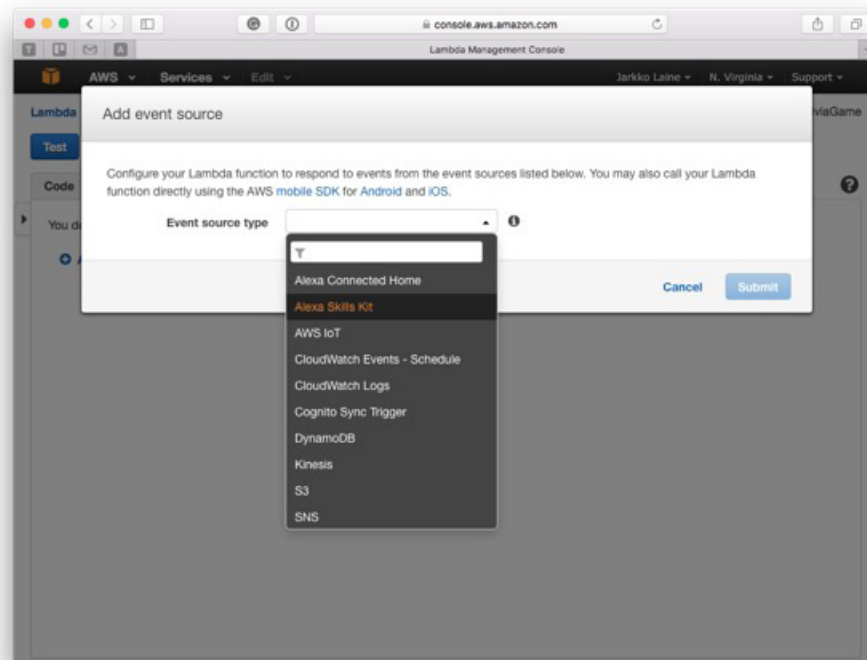 console.aws.amazon.com
T A
Lambda Management Console
AWS Services Edit Jarkko Laine N. Virginia Support
Lambda
viaGame
Add event source
Test
Configure your Lambda function to respond to events from the event sources listed below. You may also call your Lambda
function directly using the AWS mobile SDK for Android and iOS.
Code
You d
Event source type
Alexa Connected Home
Cancel Submit
Alexa Skills Kit
AWS IoT
CloudWatch Events - Schedule
CloudWatch Logs
Cognito Sync Trigger
DynamoDB
Kinesis
S3
SNS